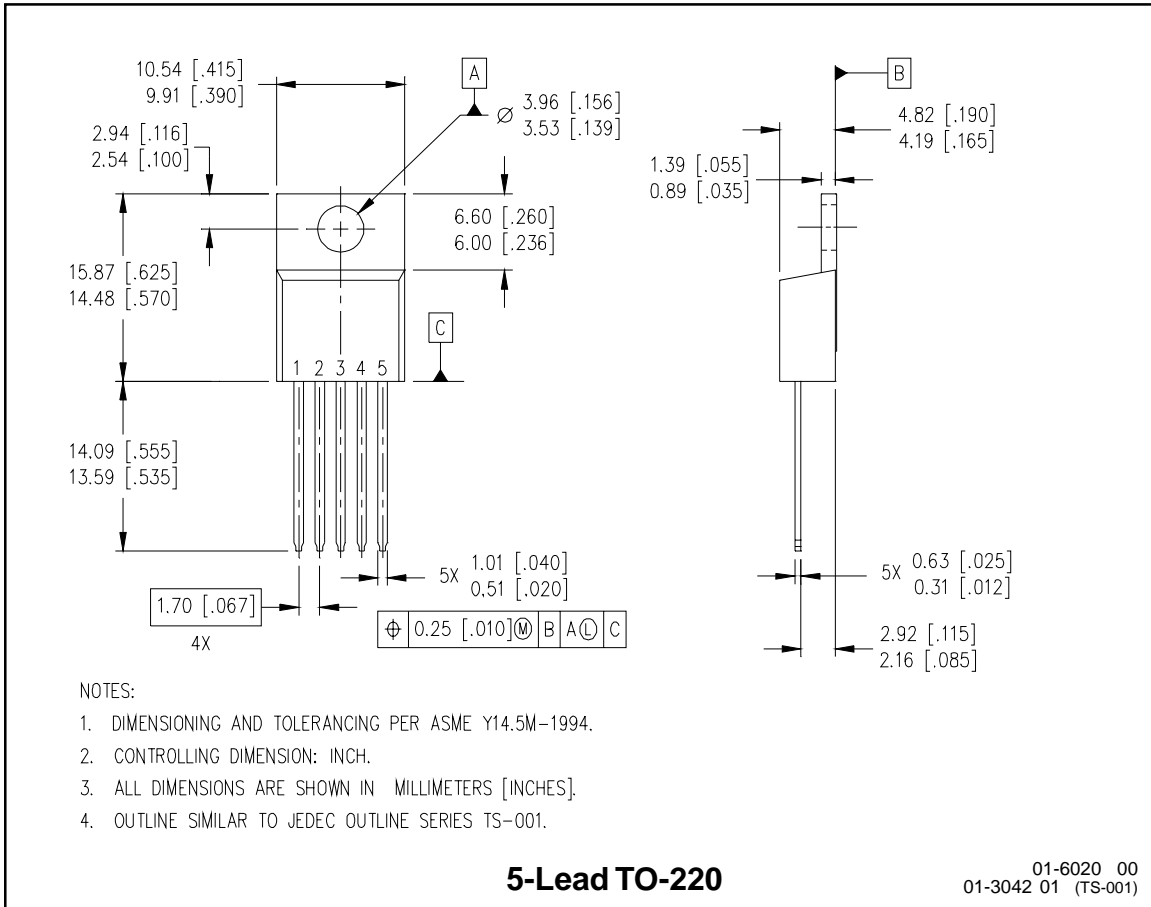 10.54 [.415]
9.91 [.390]
A
B
⌀ 3.96 [.156]
3.53 [.139]
4.82 [.190]
4.19 [.165]
2.94 [.116]
2.54 [.100]
1.39 [.055]
0.89 [.035]
6.60 [.260]
6.00 [.236]
15.87 [.625]
14.48 [.570]
C
1 2 3 4 5
14.09 [.555]
13.59 [.535]
5X 1.01 [.040]
0.51 [.020]
5X 0.63 [.025]
0.31 [.012]
1.70 [.067]
4X
⌖ 0.25 [.010]Ⓜ B AⓁ C
2.92 [.115]
2.16 [.085]
NOTES:
1. DIMENSIONING AND TOLERANCING PER ASME Y14.5M-1994.
2. CONTROLLING DIMENSION: INCH.
3. ALL DIMENSIONS ARE SHOWN IN MILLIMETERS [INCHES].
4. OUTLINE SIMILAR TO JEDEC OUTLINE SERIES TS-001.
5-Lead TO-220
01-6020 00
01-3042 01 (TS-001)